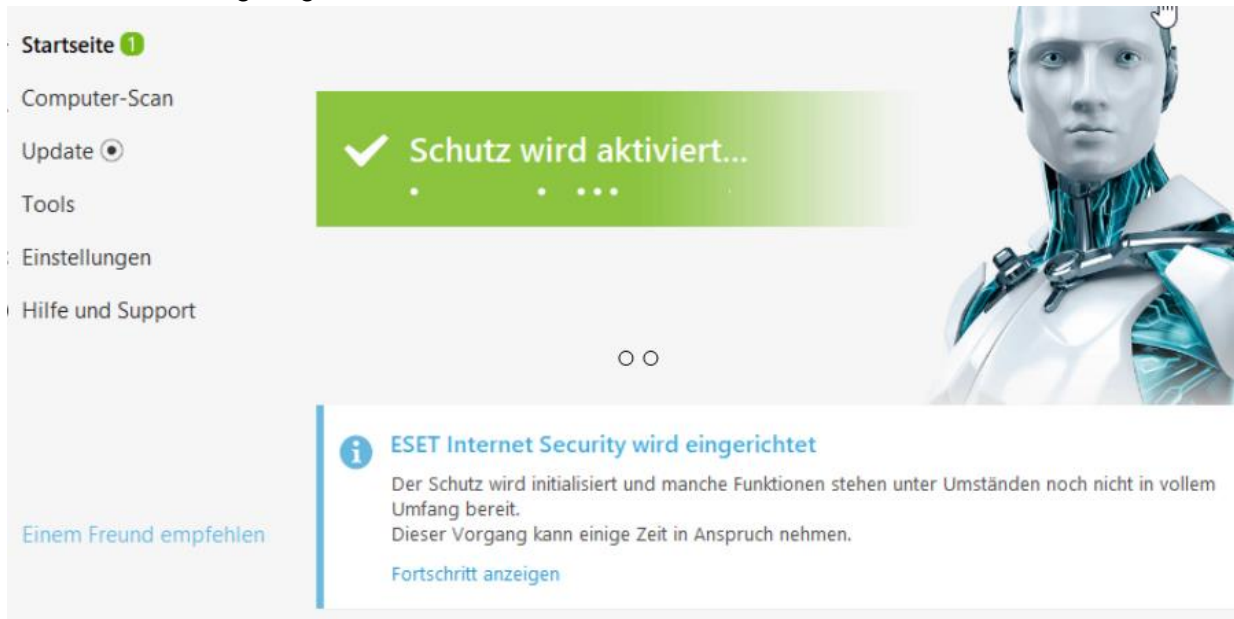 Startseite 1
Computer-Scan
Update
Tools
Einstellungen
Hilfe und Support
Einem Freund empfehlen
Schutz wird aktiviert...
ESET Internet Security wird eingerichtet
Der Schutz wird initialisiert und manche Funktionen stehen unter Umständen noch nicht in vollem
Umfang bereit.
Dieser Vorgang kann einige Zeit in Anspruch nehmen.
Fortschritt anzeigen